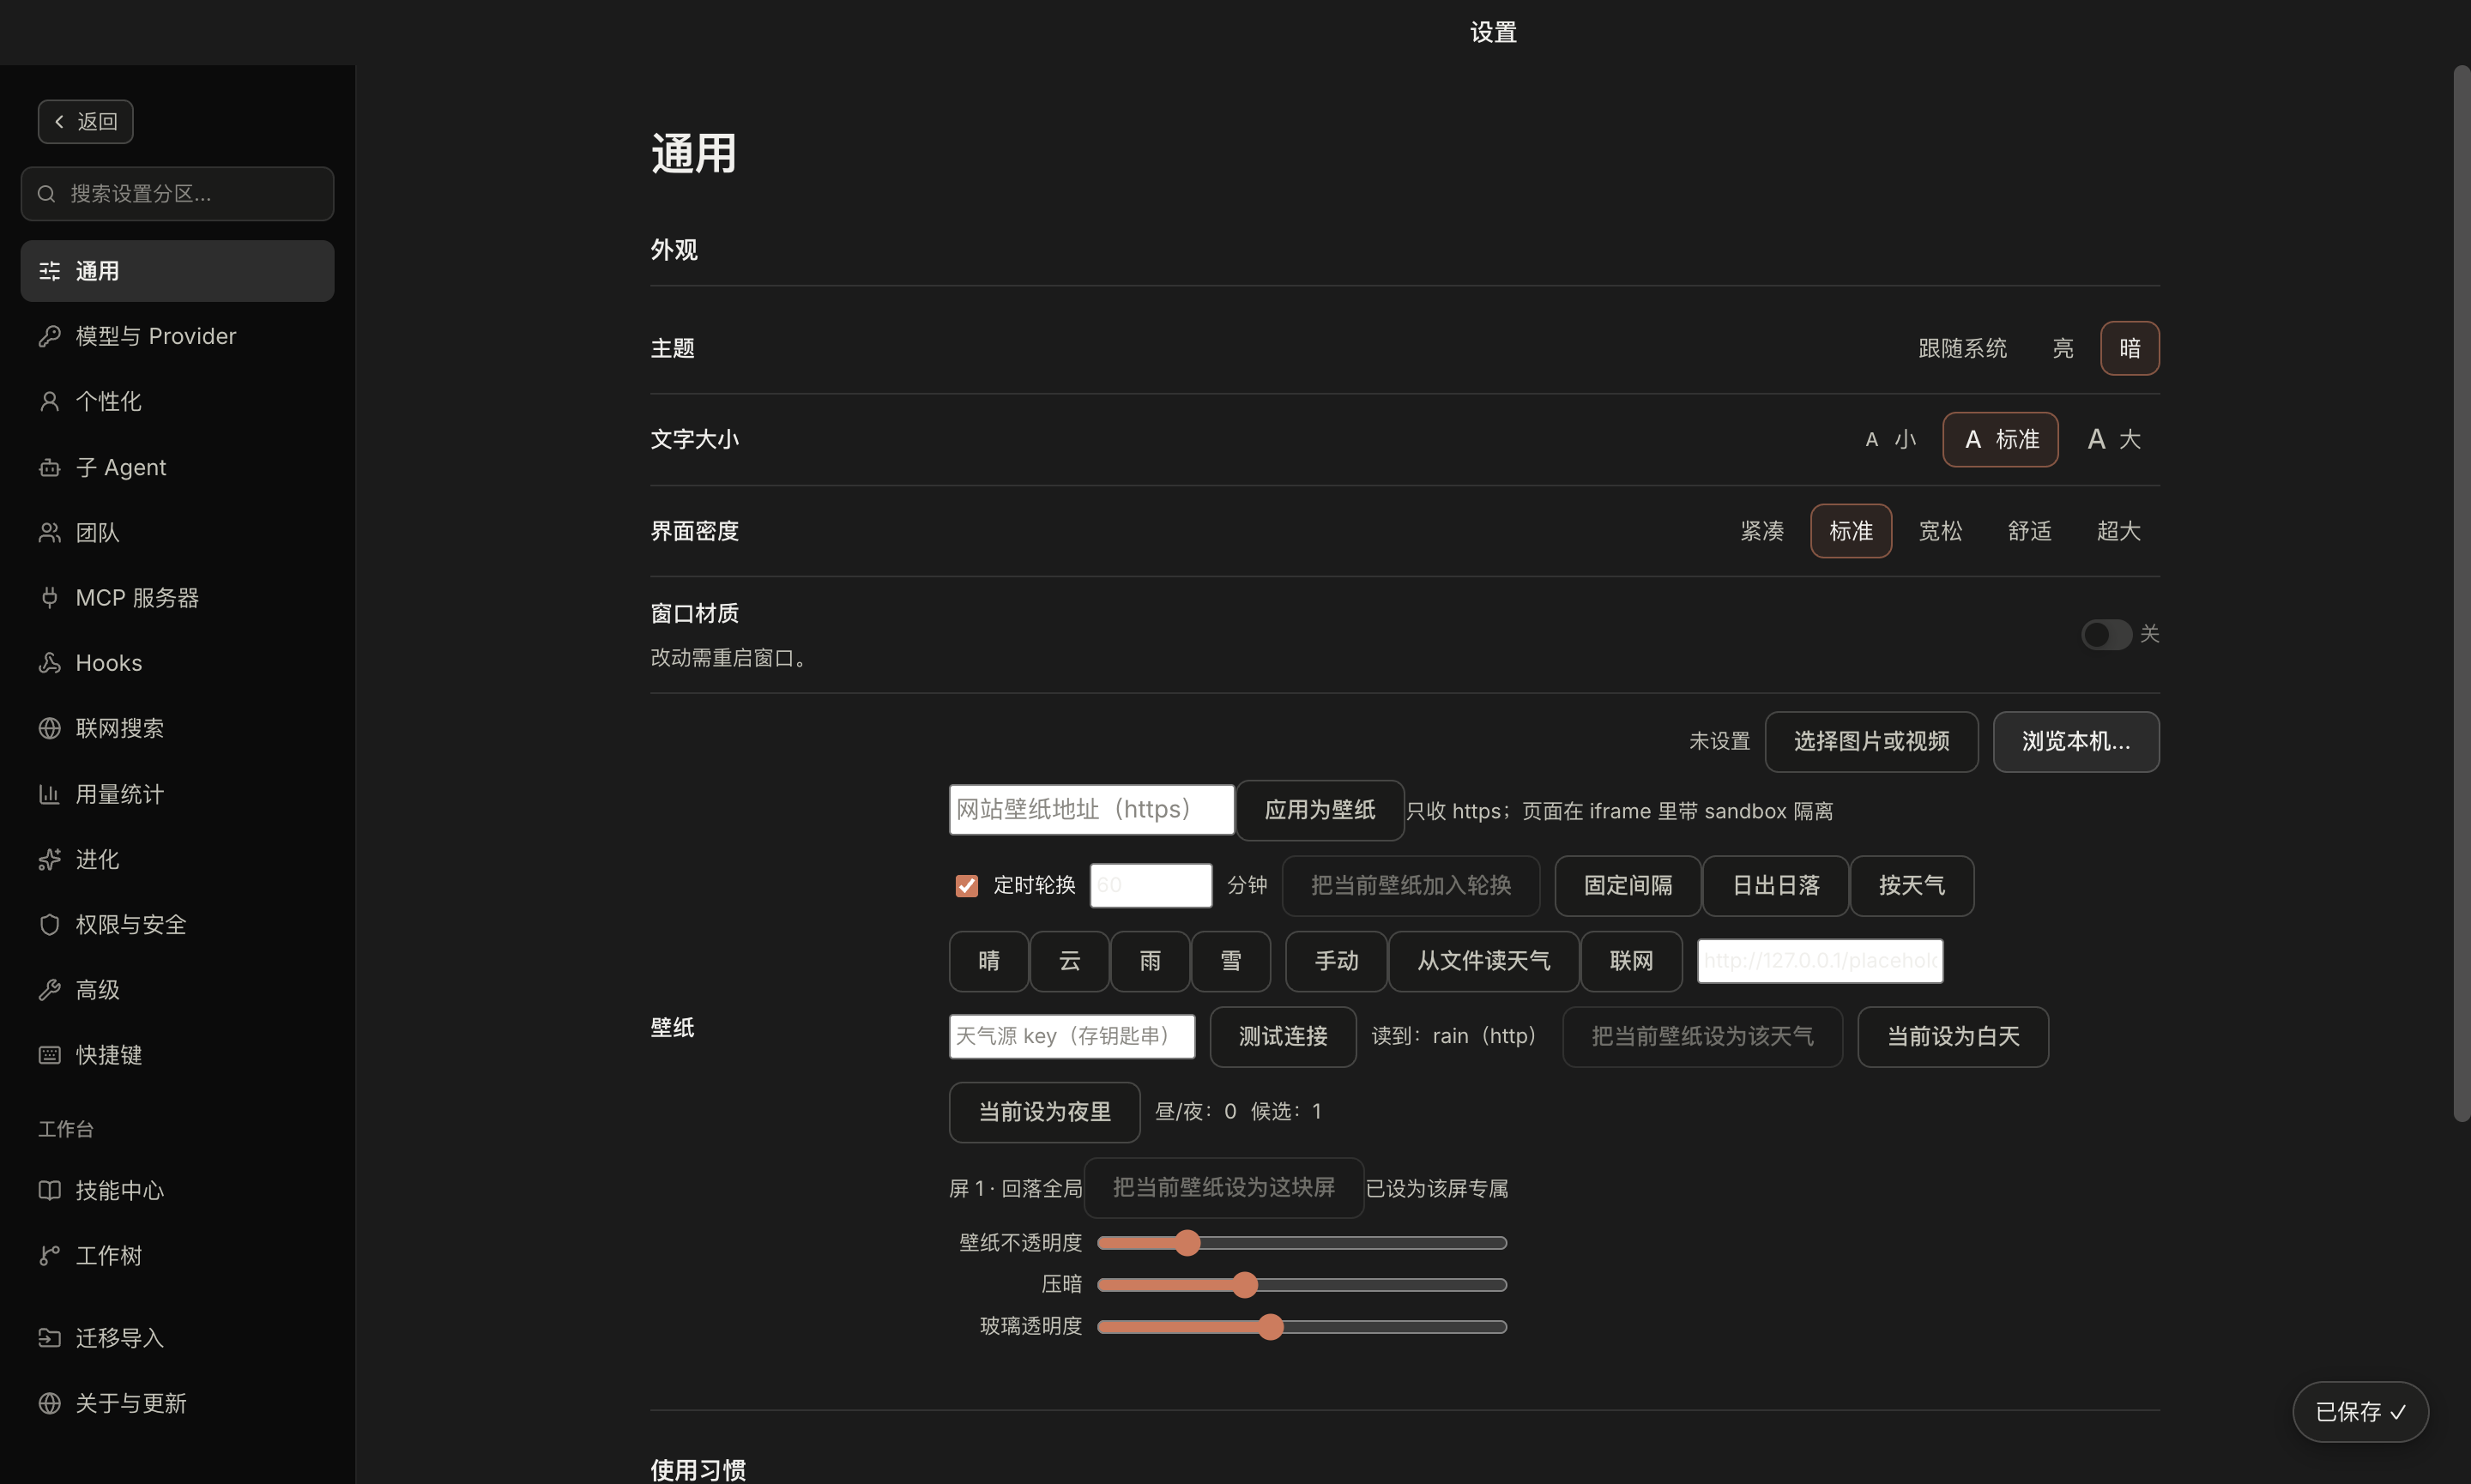 设置
返回
搜索设置分区...
通用
模型与 Provider
个性化
子 Agent
团队
MCP 服务器
Hooks
联网搜索
用量统计
进化
权限与安全
高级
快捷键
工作台
技能中心
工作树
迁移导入
关于与更新
通用
外观
主题 跟随系统 亮 暗
文字大小 A 小 A 标准 A 大
界面密度 紧凑 标准 宽松 舒适 超大
窗口材质
改动需重启窗口。
关
未设置 选择图片或视频 浏览本机...
网站壁纸地址（https） 应用为壁纸 只收 https；页面在 iframe 里带 sandbox 隔离
定时轮换 60 分钟 把当前壁纸加入轮换 固定间隔 日出日落 按天气
晴 云 雨 雪 手动 从文件读天气 联网 http://127.0.0.1/placehol
壁纸
天气源 key（存钥匙串） 测试连接 读到：rain（http） 把当前壁纸设为该天气 当前设为白天
当前设为夜里 昼/夜：0 候选：1
屏 1 · 回落全局 把当前壁纸设为这块屏 已设为该屏专属
壁纸不透明度
压暗
玻璃透明度
已保存 ✓
使用习惯